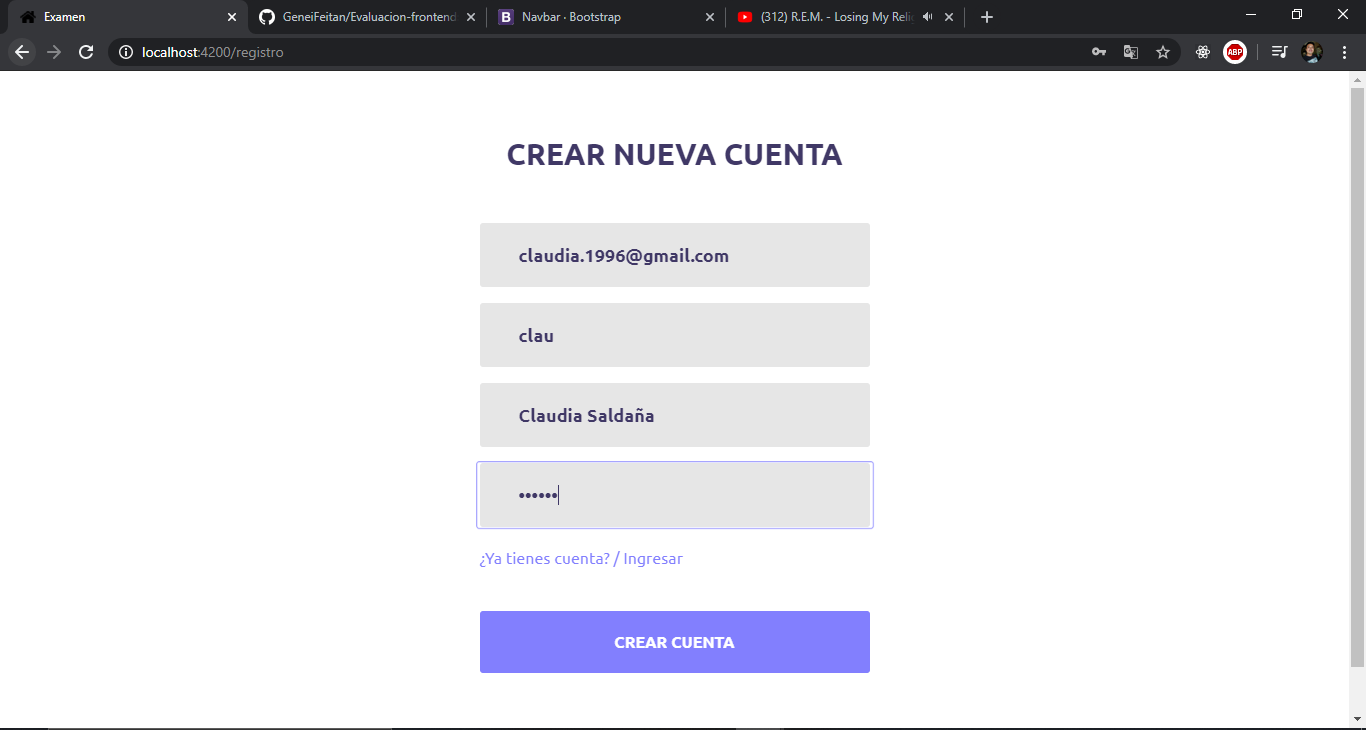 Examen
GeneiFeitan/Evaluacion-frontend
Navbar · Bootstrap
(312) R.E.M. - Losing My Reli
localhost:4200/registro
ABP
CREAR NUEVA CUENTA
claudia.1996@gmail.com
clau
Claudia Saldaña
••••••
¿Ya tienes cuenta? / Ingresar
CREAR CUENTA